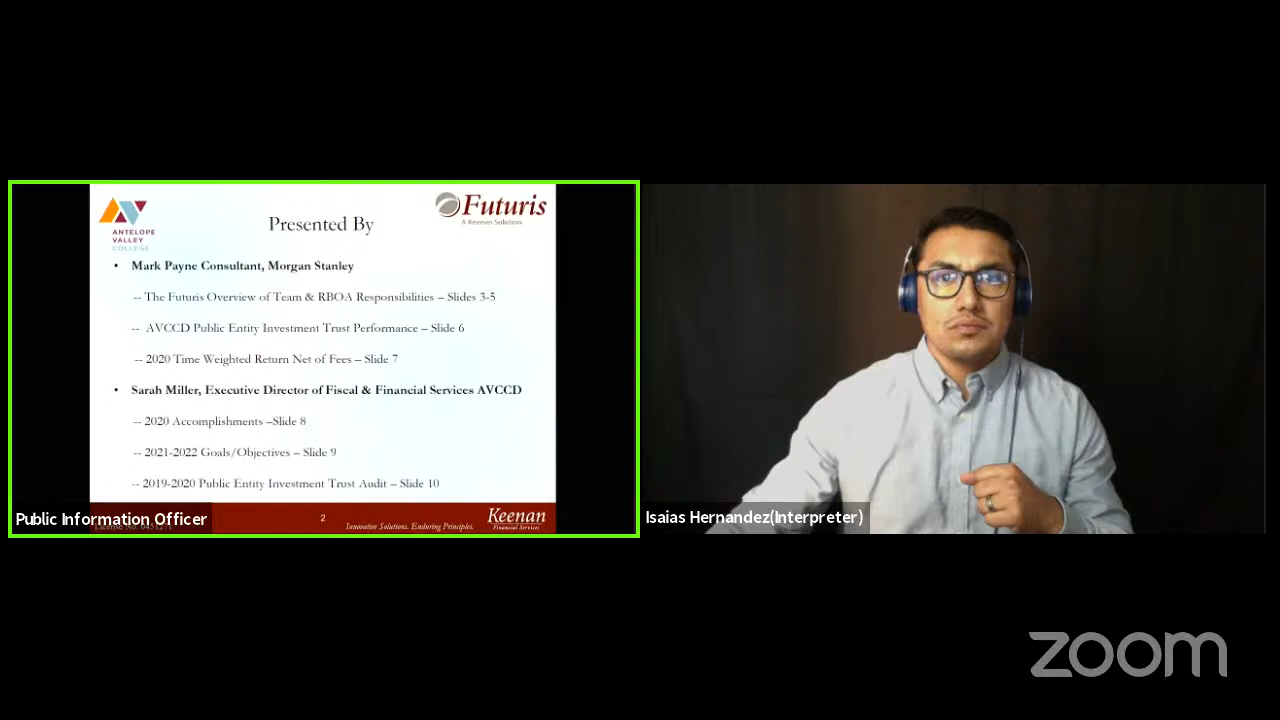 ANTELOPE
VALLEY
COLLEGE
Futuris
A Keenan Solution
Presented By
• Mark Payne Consultant, Morgan Stanley
-- The Futuris Overview of Team & RBOA Responsibilities – Slides 3-5
-- AVCCD Public Entity Investment Trust Performance – Slide 6
-- 2020 Time Weighted Return Net of Fees – Slide 7
• Sarah Miller, Executive Director of Fiscal & Financial Services AVCCD
-- 2020 Accomplishments –Slide 8
-- 2021-2022 Goals/Objectives – Slide 9
-- 2019-2020 Public Entity Investment Trust Audit – Slide 10
Public Information Officer
License No. 0451271
2
Innovative Solutions. Enduring Principles.
Keenan
Financial Services
Isaias Hernandez(Interpreter)
zoom